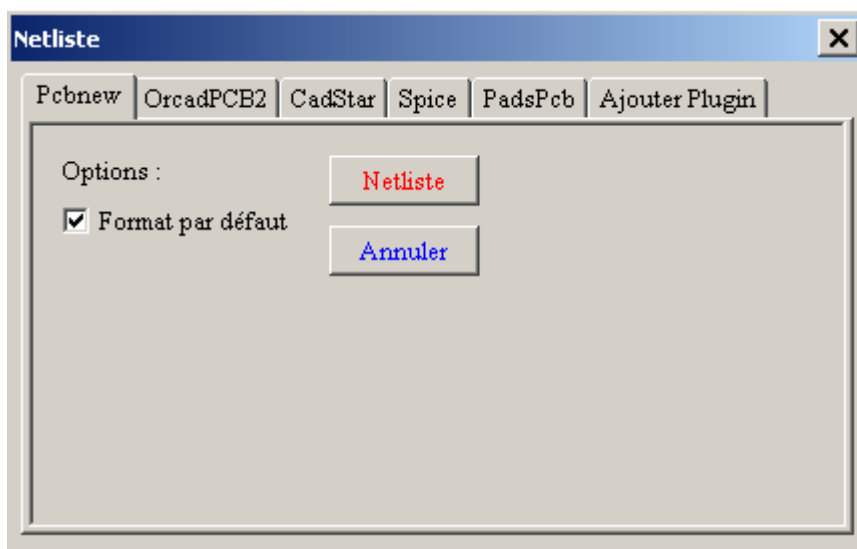 Netliste
Pcbnew OrcadPCB2 CadStar Spice PadsPcb Ajouter Plugin
Options :
Netliste
Format par défaut
Annuler